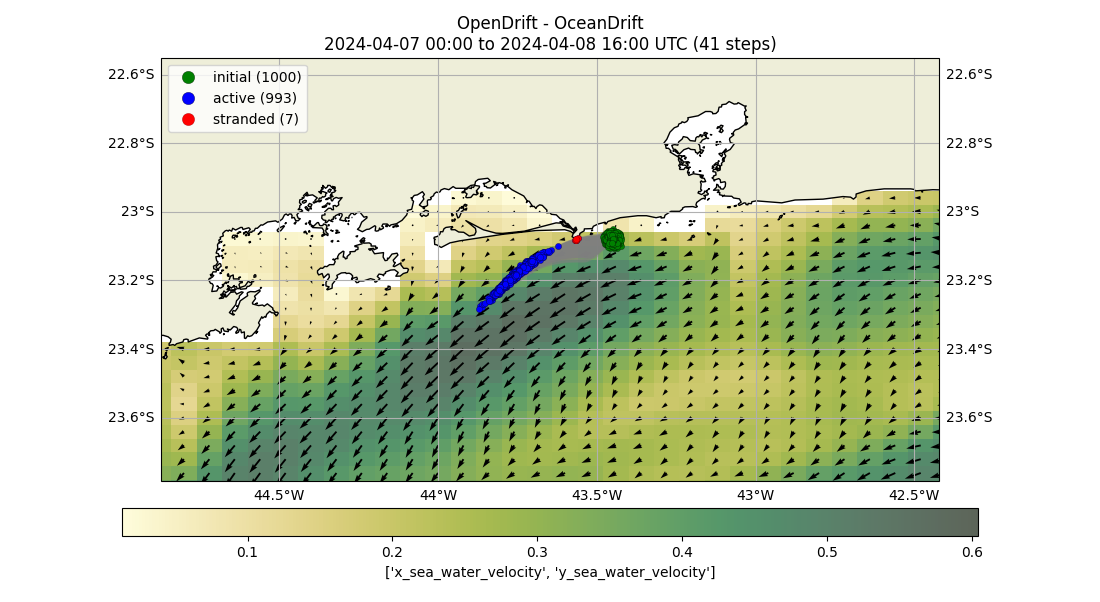 OpenDrift - OceanDrift
2024-04-07 00:00 to 2024-04-08 16:00 UTC (41 steps)
initial (1000)
active (993)
stranded (7)
22.6°S 22.6°S
22.8°S 22.8°S
23°S 23°S
23.2°S 23.2°S
23.4°S 23.4°S
23.6°S 23.6°S
44.5°W 44°W 43.5°W 43°W 42.5°W
0.1 0.2 0.3 0.4 0.5 0.6
['x_sea_water_velocity', 'y_sea_water_velocity']